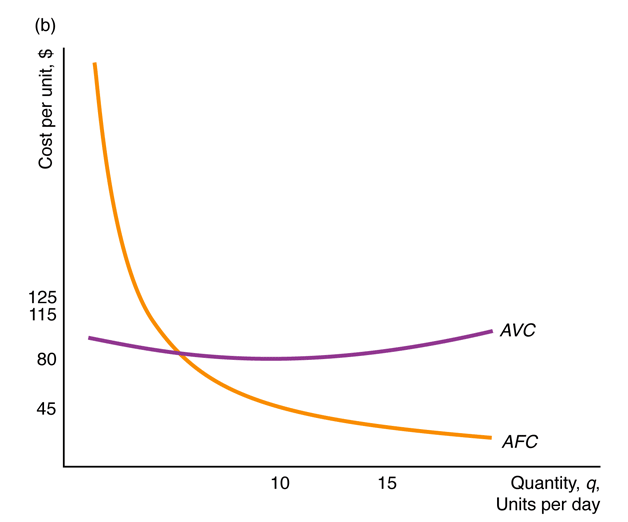 (b)
Cost per unit, $
125
115
80
45
AVC
AFC
10
15
Quantity, q,
Units per day